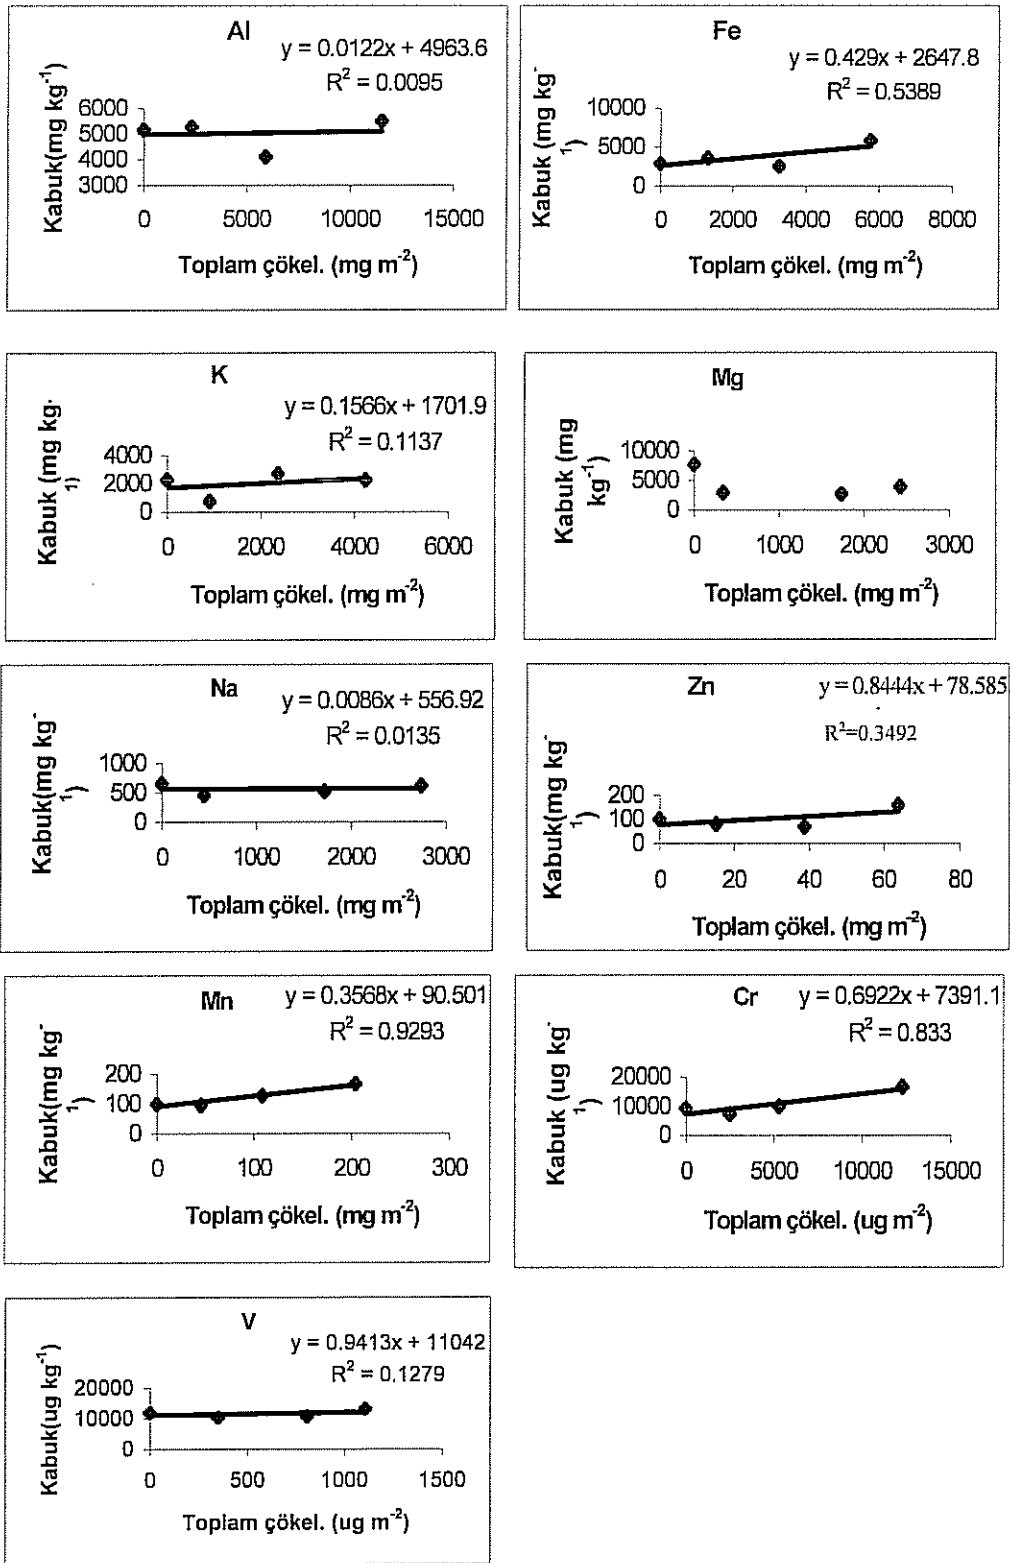 Al
y = 0.0122x + 4963.6
R² = 0.0095
Kabuk(mg kg⁻¹)
6000
5000
4000
3000
0 5000 10000 15000
Toplam çökel. (mg m⁻²)
Fe
y = 0.429x + 2647.8
R² = 0.5389
Kabuk (mg kg⁻
1)
10000
5000
0
0 2000 4000 6000 8000
Toplam çökel. (mg m⁻²)
K
y = 0.1566x + 1701.9
R² = 0.1137
Kabuk (mg kg-
1)
4000
2000
0
0 2000 4000 6000
Toplam çökel. (mg m⁻²)
Mg
Kabuk (mg
kg⁻¹)
10000
5000
0
0 1000 2000 3000
Toplam çökel. (mg m⁻²)
Na
y = 0.0086x + 556.92
R² = 0.0135
Kabuk(mg kg⁻
1)
1000
500
0
0 1000 2000 3000
Toplam çökel. (mg m⁻²)
Zn
y = 0.8444x + 78.585
R²=0.3492
Kabuk(mg kg⁻
1)
200
100
0
0 20 40 60 80
Toplam çökel. (mg m⁻²)
Mn
y = 0.3568x + 90.501
R² = 0.9293
Kabuk(mg kg⁻
1)
200
100
0
0 100 200 300
Toplam çökel. (mg m⁻²)
Cr
y = 0.6922x + 7391.1
R² = 0.833
Kabuk (ug kg⁻
1)
20000
10000
0
0 5000 10000 15000
Toplam çökel. (ug m⁻²)
V
y = 0.9413x + 11042
R² = 0.1279
Kabuk(ug kg⁻¹)
20000
10000
0
0 500 1000 1500
Toplam çökel. (ug m⁻²)